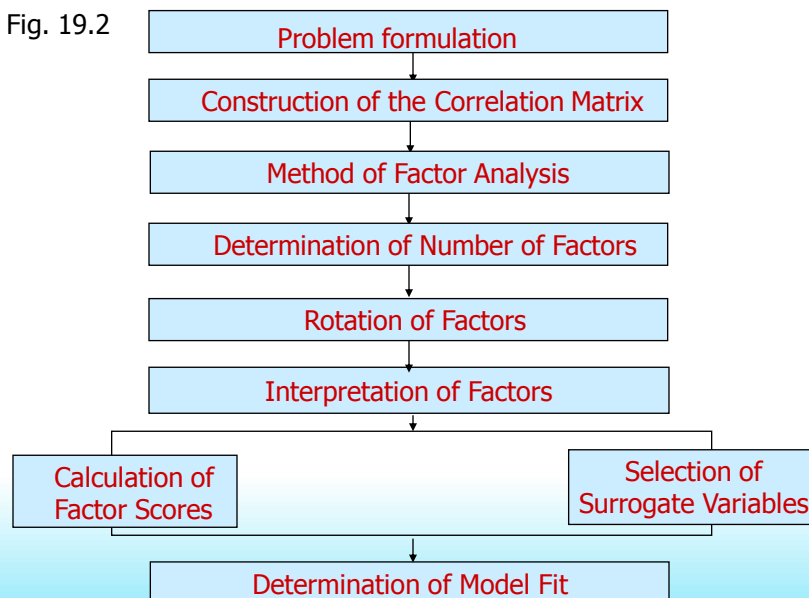 Fig. 19.2
Problem formulation
Construction of the Correlation Matrix
Method of Factor Analysis
Determination of Number of Factors
Rotation of Factors
Interpretation of Factors
Calculation of
Factor Scores
Selection of
Surrogate Variables
Determination of Model Fit